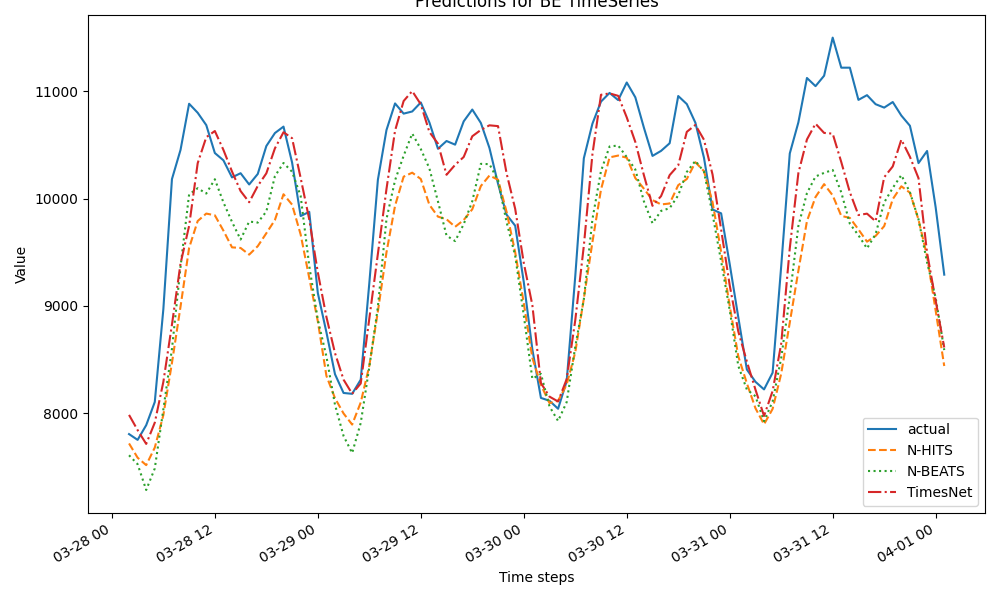 Predictions for BE TimeSeries
Value
11000
10000
9000
8000
actual
N-HITS
N-BEATS
TimesNet
03-28 00
03-28 12
03-29 00
03-29 12
03-30 00
03-30 12
03-31 00
03-31 12
04-01 00
Time steps